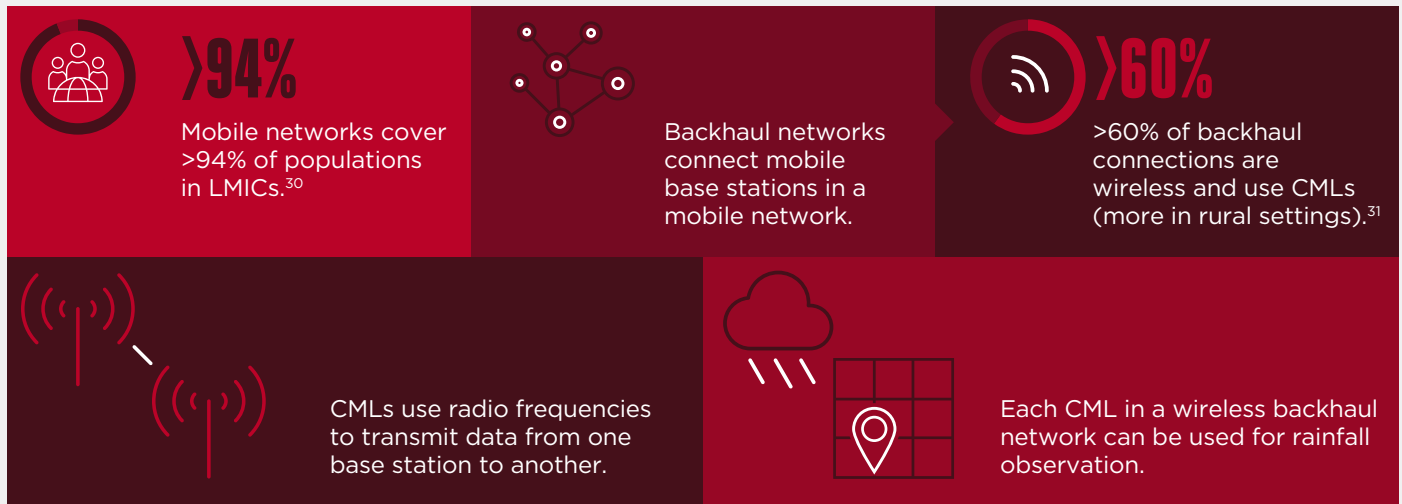 ›94%
Mobile networks cover
>94% of populations
in LMICs.³⁰
Backhaul networks
connect mobile
base stations in a
mobile network.
›60%
>60% of backhaul
connections are
wireless and use CMLs
(more in rural settings).³¹
CMLs use radio frequencies
to transmit data from one
base station to another.
Each CML in a wireless backhaul
network can be used for rainfall
observation.